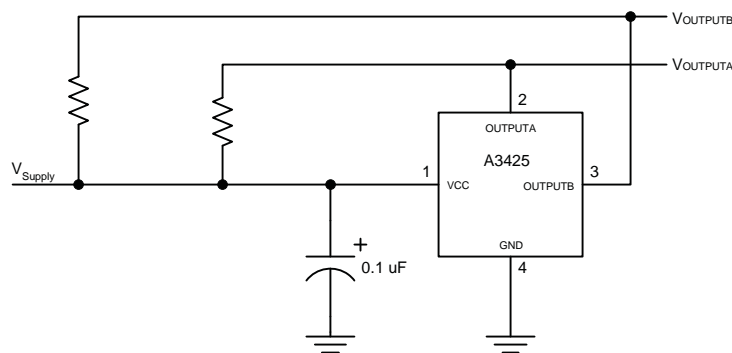 VOUTPUTB
VOUTPUTA
2
OUTPUTA
A3425
VSupply
1
VCC
OUTPUTB
3
GND
+
0.1 uF
4